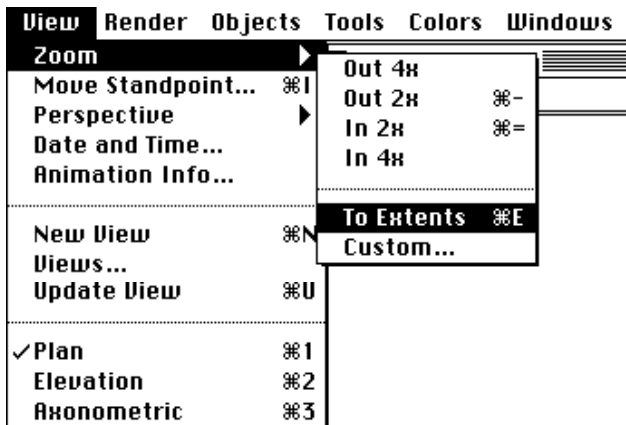 View Render Objects Tools Colors Windows
Zoom
Move Standpoint... ⌘I
Perspective
Date and Time...
Animation Info...
New View ⌘N
Views...
Update View ⌘U
✓Plan ⌘1
Elevation ⌘2
Axonometric ⌘3
Out 4x
Out 2x ⌘-
In 2x ⌘=
In 4x
To Extents ⌘E
Custom...